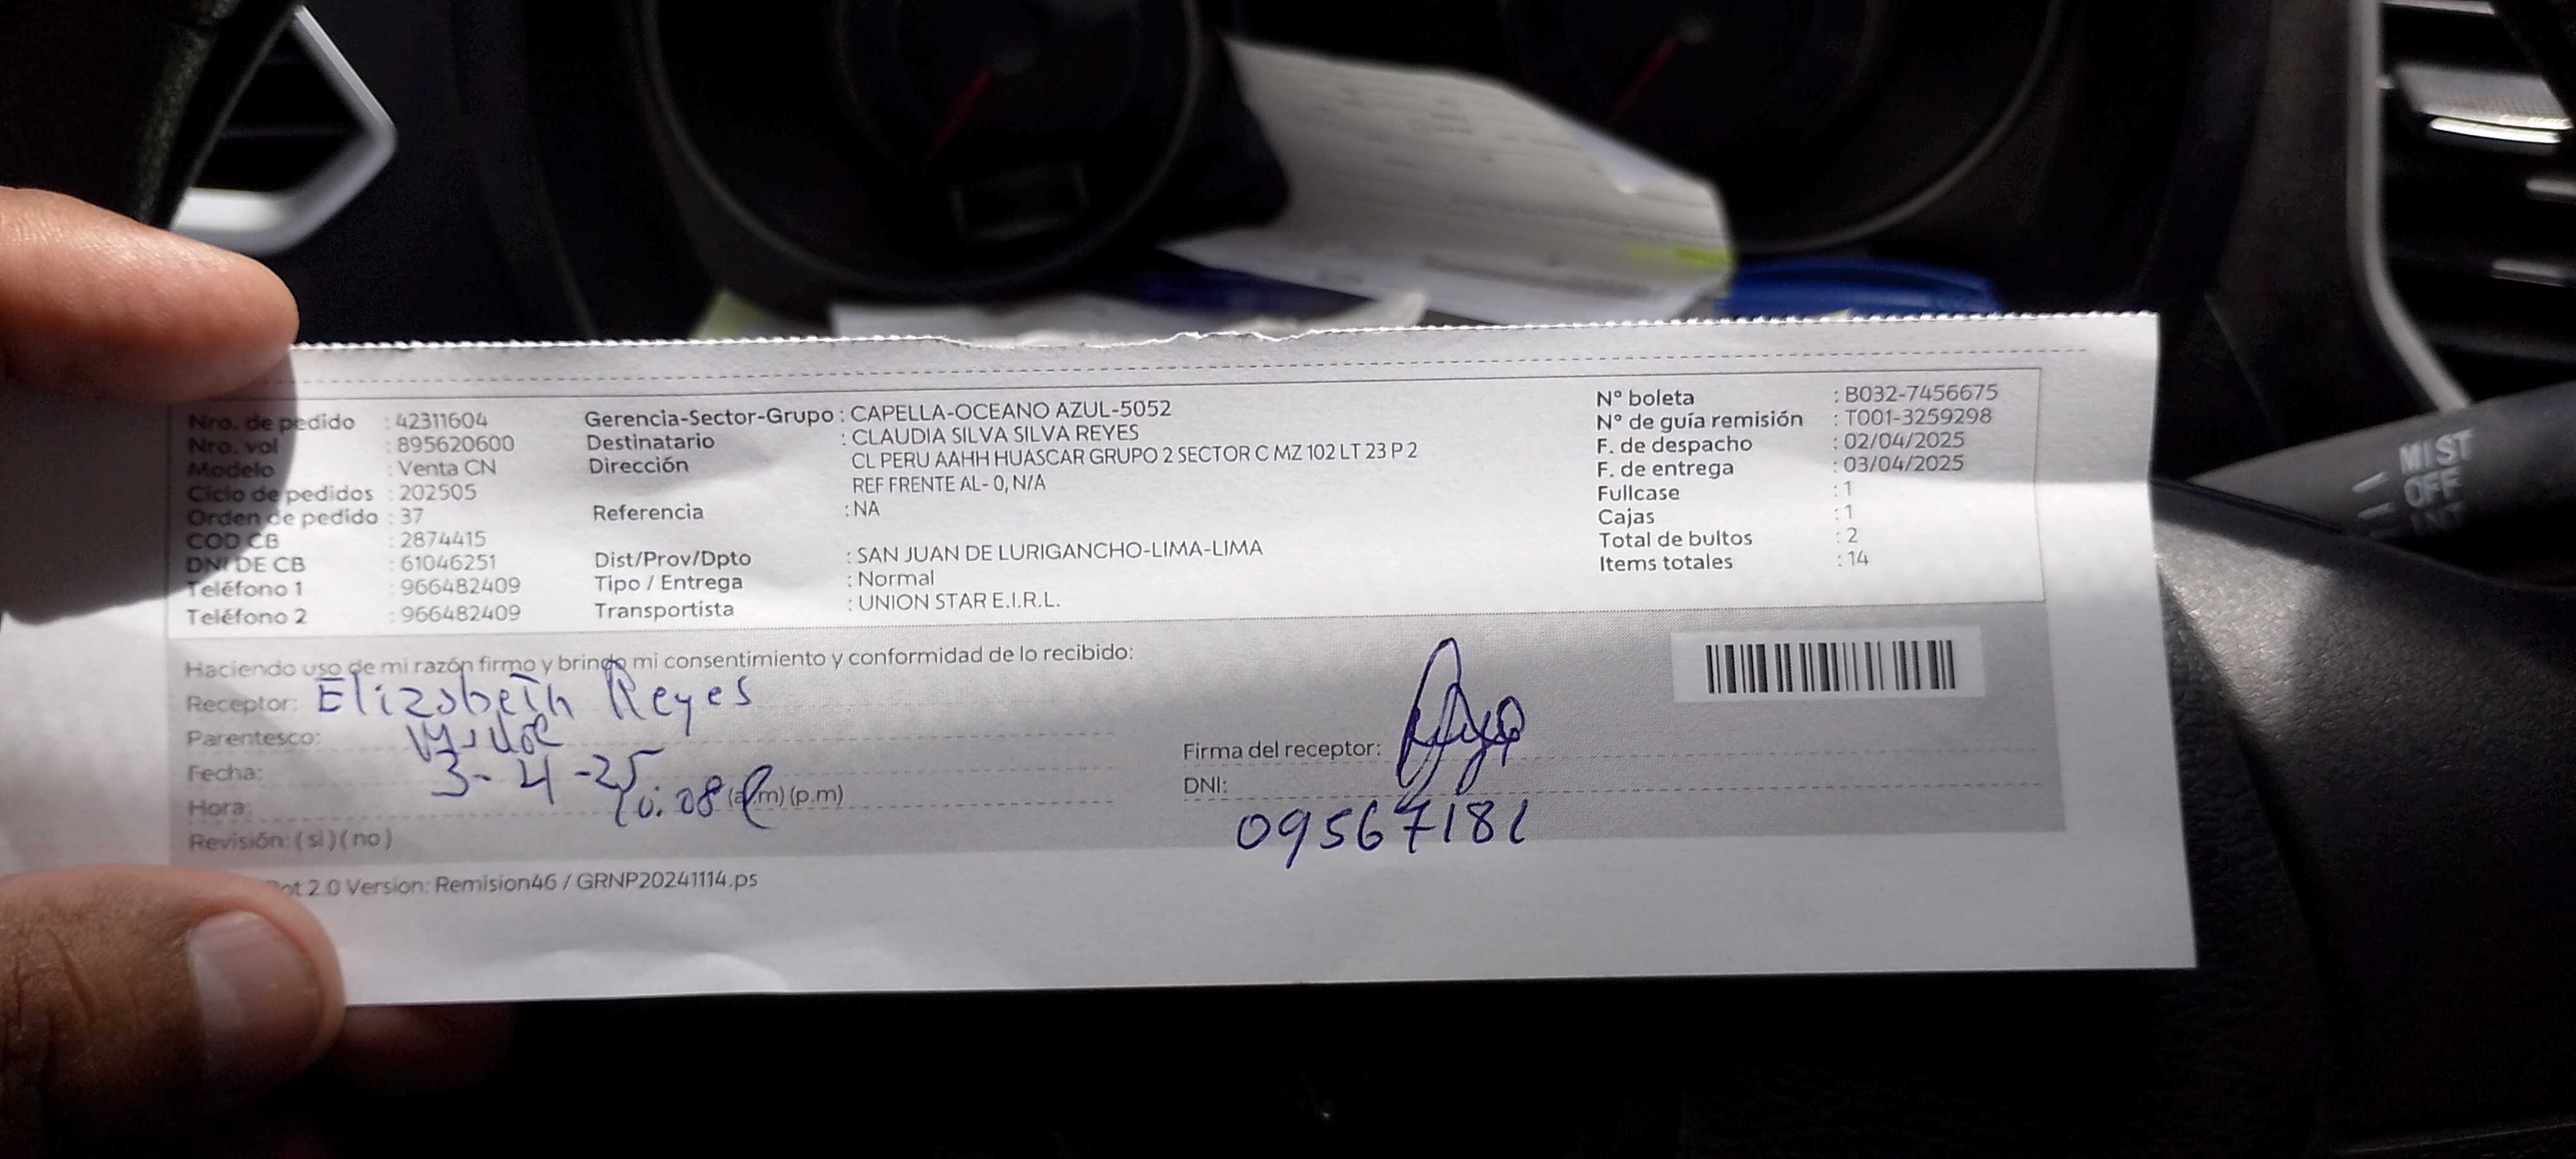 Nro. de pedido : 42311604
Nro. vol : 895620600
Modelo : Venta CN
Ciclo de pedidos : 202505
Orden de pedido : 37
COD CB : 2874415
DNI DE CB : 61046251
Teléfono 1 : 966482409
Teléfono 2 : 966482409
Gerencia-Sector-Grupo : CAPELLA-OCEANO AZUL-5052
Destinatario : CLAUDIA SILVA SILVA REYES
Dirección CL PERU AAHH HUASCAR GRUPO 2 SECTOR C MZ 102 LT 23 P 2
REF FRENTE AL- 0, N/A
Referencia : NA
Dist/Prov/Dpto : SAN JUAN DE LURIGANCHO-LIMA-LIMA
Tipo / Entrega : Normal
Transportista : UNION STAR E.I.R.L.
N° boleta : B032-7456675
N° de guía remisión : T001-3259298
F. de despacho : 02/04/2025
F. de entrega : 03/04/2025
Fullcase : 1
Cajas : 1
Total de bultos : 2
Items totales : 14
Haciendo uso de mi razón firmo y brindo mi consentimiento y conformidad de lo recibido:
Receptor: Elizabeth Reyes
Parentesco:
Fecha: 3-4-25
Hora: 10:08 (a.m) (p.m)
Revisión: ( si ) ( no )
Firma del receptor:
DNI:
09567181
ot 2.0 Version: Remision46 / GRNP20241114.ps
MIST
OFF
INT